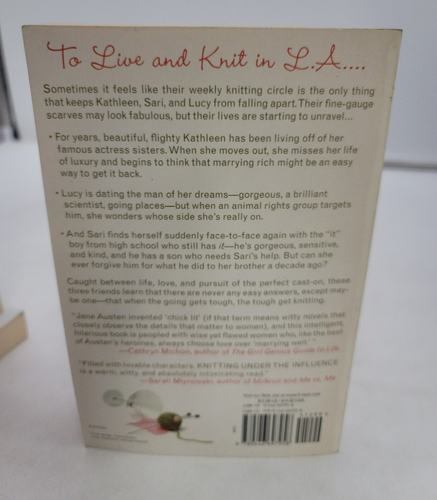 To Live and Knit in L.A....
Sometimes it feels like their weekly knitting circle is the only thing
that keeps Kathleen, Sari, and Lucy from falling apart. Their fine-gauge
scarves may look fabulous, but their lives are starting to unravel...
• For years, beautiful, flighty Kathleen has been living off of her
famous actress sisters. When she moves out, she misses her life
of luxury and begins to think that marrying rich might be an easy
way to get it back.
• Lucy is dating the man of her dreams—gorgeous, a brilliant
scientist, going places—but when an animal rights group targets
him, she wonders whose side she's really on.
• And Sari finds herself suddenly face-to-face again with the "it"
boy from high school who still has it—he's gorgeous, sensitive,
and kind, and he has a son who needs Sari's help. But can she
ever forgive him for what he did to her brother a decade ago?
Caught between life, love, and pursuit of the perfect cast-on, these
three friends learn that there are never any easy answers, except may-
be one—that when the going gets tough, the tough get knitting.
"Jane Austen invented 'chick lit' (if that term means witty novels that
closely observe the details that matter to women), and this intelligent,
hilarious book is peopled with wise yet flawed women who, like the best
of Austen's heroines, always choose love over 'marrying well.'"
—Cathryn Michon, author of The Grrl Genius Guide to Life
"Filled with lovable characters, KNITTING UNDER THE INFLUENCE
is a warm, witty, and absolutely intoxicating read."
—Sarah Mlynowski, author of Milkrun and Me vs. Me